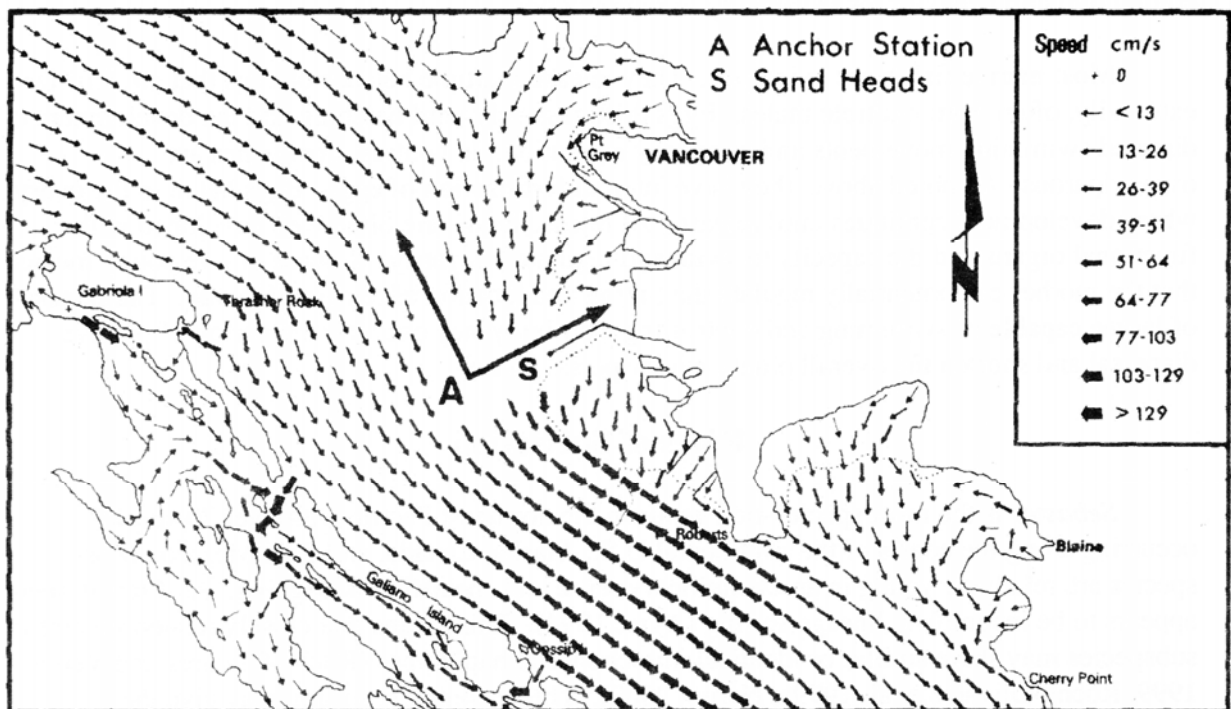 A Anchor Station
S Sand Heads
Speed cm/s
0
<13
13-26
26-39
39-51
51-64
64-77
77-103
103-129
>129
N
Pt
Grey
VANCOUVER
Gabriola I
Thrasher Rock
A
S
Roberts
Blaine
Galiano Island
Gossip I
Cherry Point